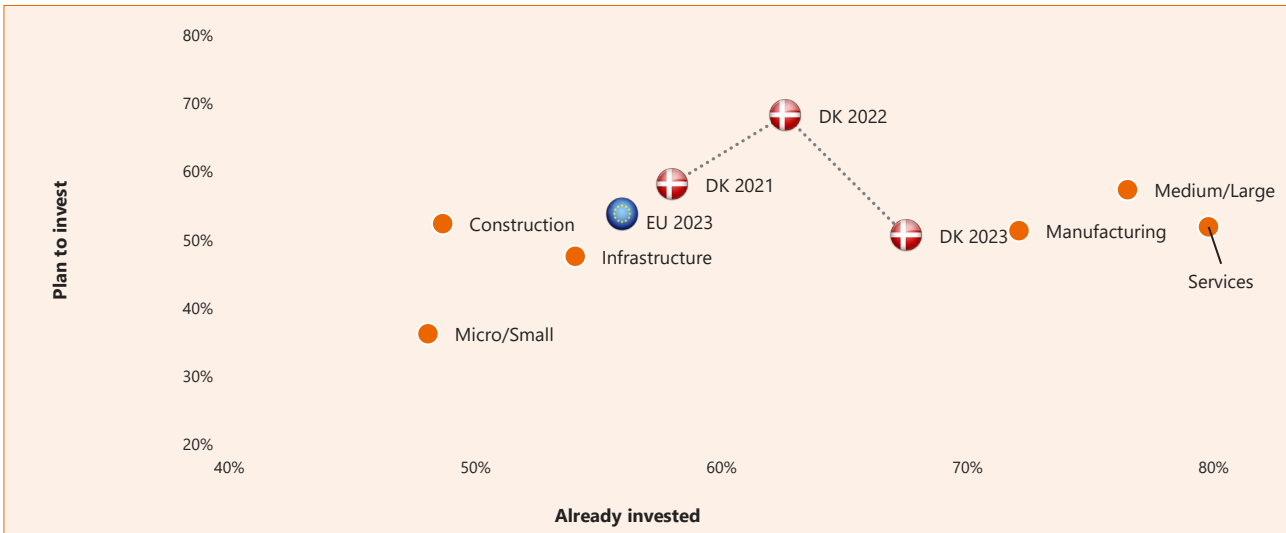 80%
70%
60%
50%
40%
30%
20%
Plan to invest
DK 2022
DK 2021
Medium/Large
Construction
EU 2023
DK 2023
Manufacturing
Infrastructure
Services
Micro/Small
40%
50%
60%
70%
80%
Already invested